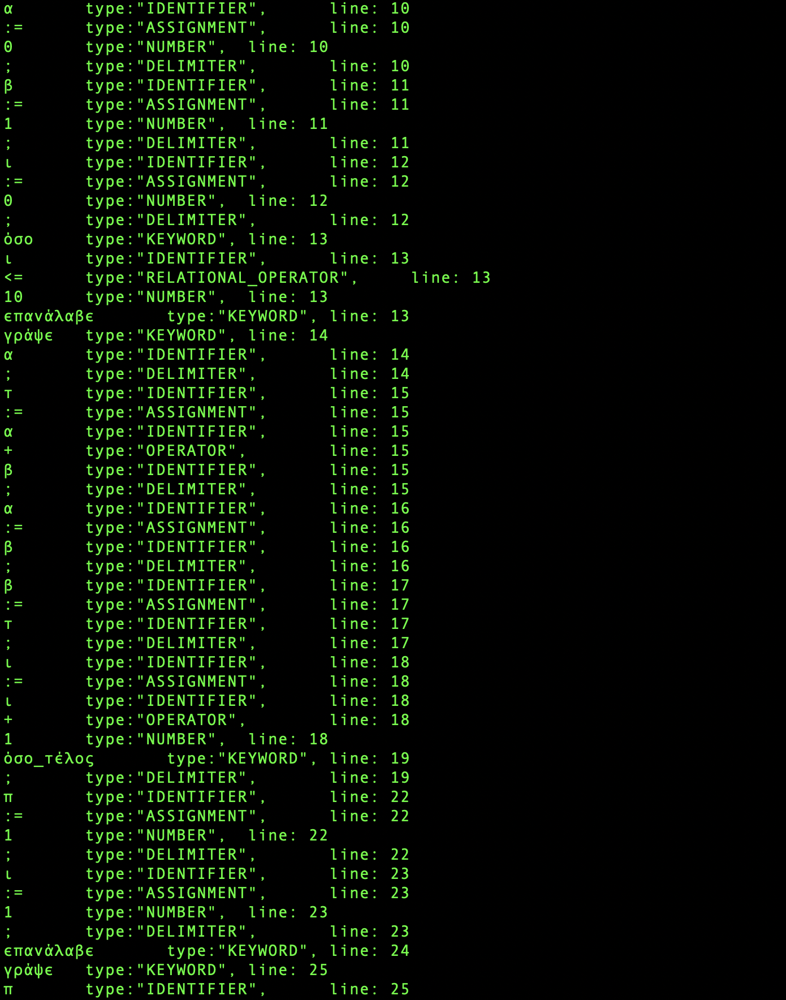 α	type:"IDENTIFIER",	line: 10
:=	type:"ASSIGNMENT",	line: 10
0	type:"NUMBER",	line: 10
;	type:"DELIMITER",	line: 10
β	type:"IDENTIFIER",	line: 11
:=	type:"ASSIGNMENT",	line: 11
1	type:"NUMBER",	line: 11
;	type:"DELIMITER",	line: 11
ι	type:"IDENTIFIER",	line: 12
:=	type:"ASSIGNMENT",	line: 12
0	type:"NUMBER",	line: 12
;	type:"DELIMITER",	line: 12
όσο	type:"KEYWORD",	line: 13
ι	type:"IDENTIFIER",	line: 13
<=	type:"RELATIONAL_OPERATOR",	line: 13
10	type:"NUMBER",	line: 13
επανάλαβε	type:"KEYWORD",	line: 13
γράψε	type:"KEYWORD",	line: 14
α	type:"IDENTIFIER",	line: 14
;	type:"DELIMITER",	line: 14
τ	type:"IDENTIFIER",	line: 15
:=	type:"ASSIGNMENT",	line: 15
α	type:"IDENTIFIER",	line: 15
+	type:"OPERATOR",	line: 15
β	type:"IDENTIFIER",	line: 15
;	type:"DELIMITER",	line: 15
α	type:"IDENTIFIER",	line: 16
:=	type:"ASSIGNMENT",	line: 16
β	type:"IDENTIFIER",	line: 16
;	type:"DELIMITER",	line: 16
β	type:"IDENTIFIER",	line: 17
:=	type:"ASSIGNMENT",	line: 17
τ	type:"IDENTIFIER",	line: 17
;	type:"DELIMITER",	line: 17
ι	type:"IDENTIFIER",	line: 18
:=	type:"ASSIGNMENT",	line: 18
ι	type:"IDENTIFIER",	line: 18
+	type:"OPERATOR",	line: 18
1	type:"NUMBER",	line: 18
όσο_τέλος	type:"KEYWORD",	line: 19
;	type:"DELIMITER",	line: 19
π	type:"IDENTIFIER",	line: 22
:=	type:"ASSIGNMENT",	line: 22
1	type:"NUMBER",	line: 22
;	type:"DELIMITER",	line: 22
ι	type:"IDENTIFIER",	line: 23
:=	type:"ASSIGNMENT",	line: 23
1	type:"NUMBER",	line: 23
;	type:"DELIMITER",	line: 23
επανάλαβε	type:"KEYWORD",	line: 24
γράψε	type:"KEYWORD",	line: 25
π	type:"IDENTIFIER",	line: 25